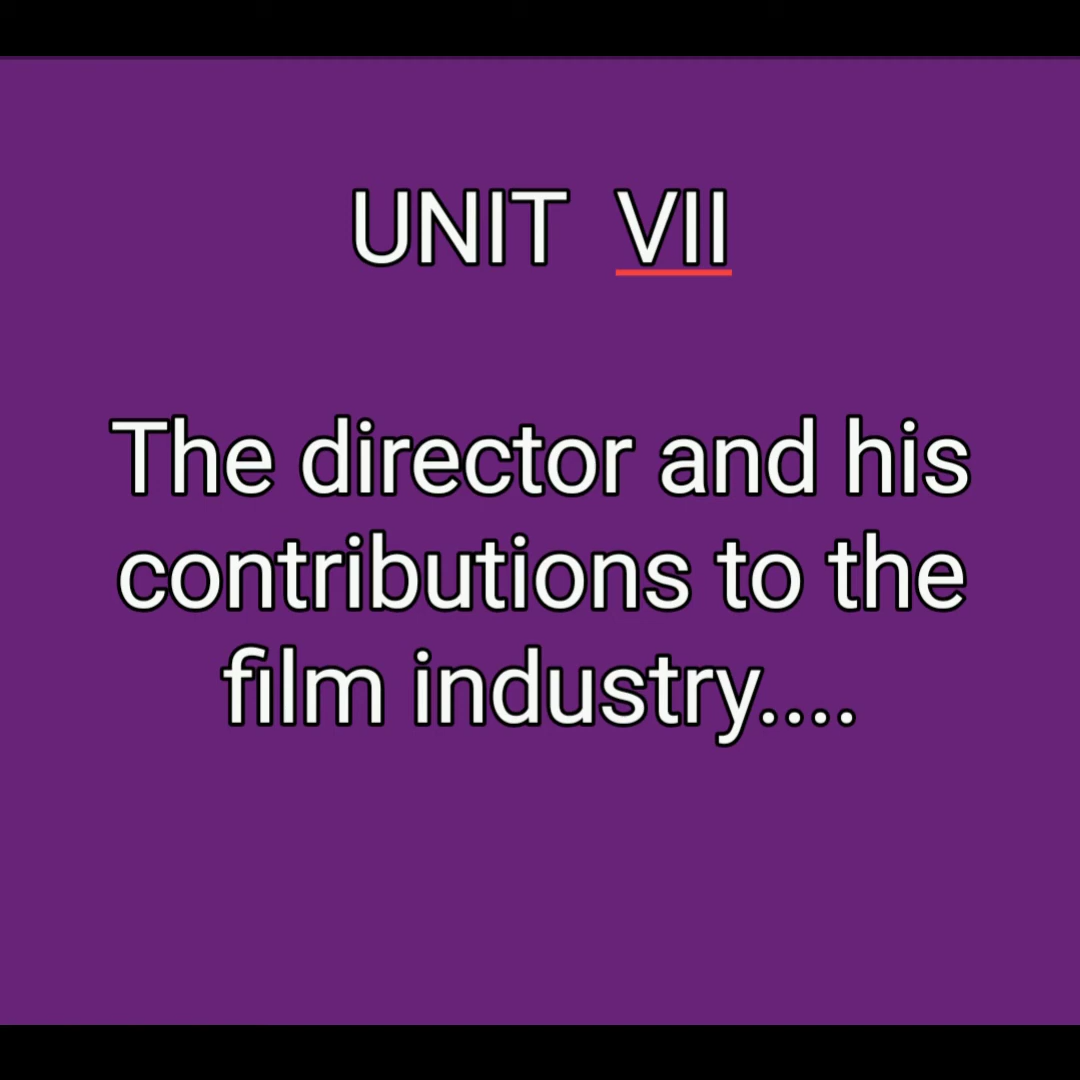 UNIT VII
The director and his
contributions to the
film industry....